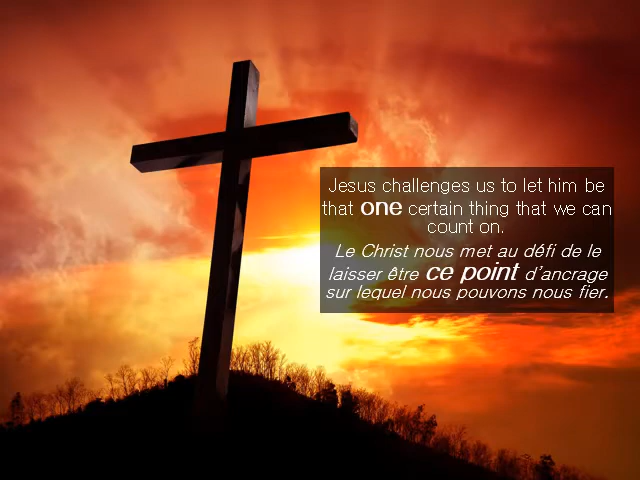 Jesus challenges us to let him be
that one certain thing that we can
count on.
Le Christ nous met au défi de le
laisser être ce point d'ancrage
sur lequel nous pouvons nous fier.